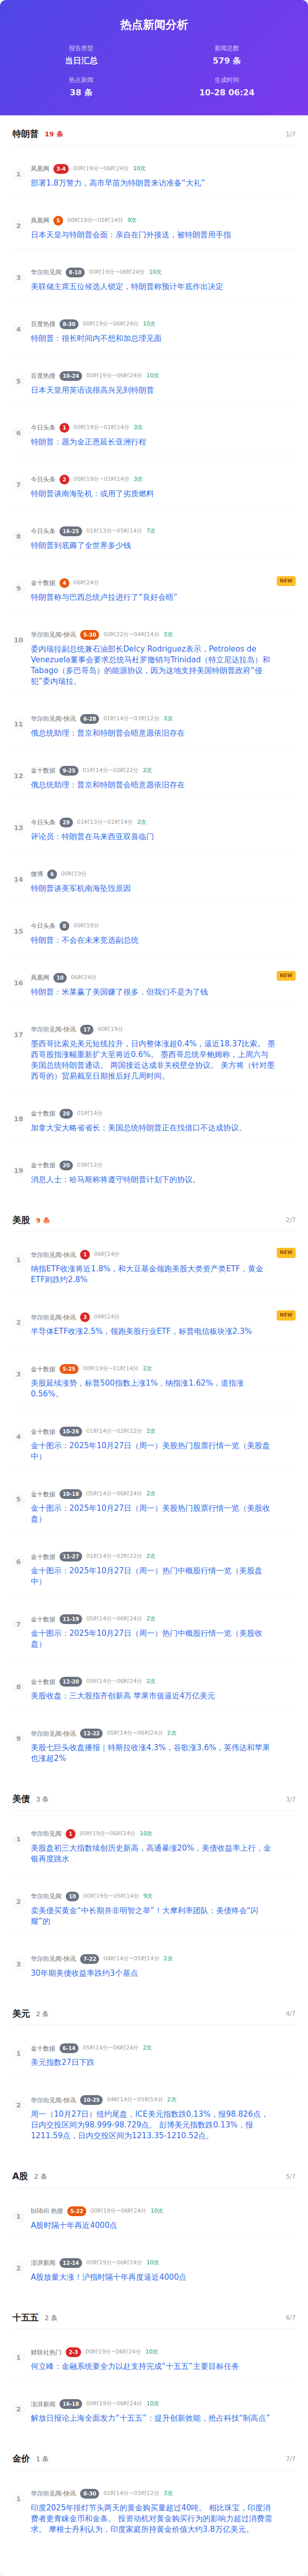 热点新闻分析
报告类型
新闻总数
当日汇总
579 条
热点新闻
生成时间
38 条
10-28 06:24
特朗普 19 条 1/7
1
凤凰网 3-4 00时19分~06时24分 10次
部署1.8万警力，高市早苗为特朗普来访准备“大礼”
2
凤凰网 5 00时19分~05时14分 9次
日本天皇与特朗普会面：亲自在门外接送，被特朗普用手指
3
华尔街见闻 8-10 00时19分~06时24分 10次
美联储主席五位候选人锁定，特朗普称预计年底作出决定
4
百度热搜 8-30 00时19分~06时24分 10次
特朗普：很长时间内不想和加总理见面
5
百度热搜 10-24 00时19分~06时24分 10次
日本天皇用英语说很高兴见到特朗普
6
今日头条 1 00时19分~01时14分 3次
特朗普：愿为金正恩延长亚洲行程
7
今日头条 2 00时19分~01时14分 3次
特朗普谈南海坠机：或用了劣质燃料
8
今日头条 16-25 01时13分~05时14分 7次
特朗普到底薅了全世界多少钱
9
金十数据 4 06时24分 NEW
特朗普称与巴西总统卢拉进行了“良好会晤”
10
华尔街见闻·快讯 5-30 02时22分~04时14分 3次
委内瑞拉副总统兼石油部长Delcy Rodriguez表示，Petroleos de
Venezuela董事会要求总统马杜罗撤销与Trinidad（特立尼达拉岛）和
Tabago（多巴哥岛）的能源协议，因为这地支持美国特朗普政府“侵
犯”委内瑞拉。
11
华尔街见闻·快讯 6-28 01时14分~03时12分 3次
俄总统助理：普京和特朗普会晤意愿依旧存在
12
金十数据 9-25 01时14分~02时22分 2次
俄总统助理：普京和特朗普会晤意愿依旧存在
13
今日头条 29 01时13分~01时14分 2次
评论员：特朗普在马来西亚双喜临门
14
微博 6 00时19分
特朗普谈美军机南海坠毁原因
15
今日头条 8 00时19分
特朗普：不会在未来竞选副总统
16
凤凰网 10 06时24分 NEW
特朗普：米莱赢了美国赚了很多，但我们不是为了钱
17
华尔街见闻·快讯 17 00时19分
墨西哥比索兑美元短线拉升，日内整体涨超0.4%，逼近18.37比索。 墨
西哥股指涨幅重新扩大至将近0.6%。 墨西哥总统辛鲍姆称，上周六与
美国总统特朗普通话。 两国接近达成非关税壁垒协议。 美方将（针对墨
西哥的）贸易截至日期推后好几周时间。
18
金十数据 20 01时14分
加拿大安大略省省长：美国总统特朗普正在找借口不达成协议。
19
金十数据 20 03时12分
消息人士：哈马斯称将遵守特朗普计划下的协议。
美股 9 条 2/7
1
华尔街见闻·快讯 1 06时24分 NEW
纳指ETF收涨将近1.8%，和大豆基金领跑美股大类资产类ETF，黄金
ETF则跌约2.8%
2
华尔街见闻·快讯 3 06时24分 NEW
半导体ETF收涨2.5%，领跑美股行业ETF，标普电信板块涨2.3%
3
金十数据 5-25 00时19分~01时14分 2次
美股延续涨势，标普500指数上涨1%，纳指涨1.62%，道指涨
0.56%。
4
金十数据 10-26 01时14分~02时22分 2次
金十图示：2025年10月27日（周一）美股热门股票行情一览（美股盘
中）
5
金十数据 10-18 05时14分~06时24分 2次
金十图示：2025年10月27日（周一）美股热门股票行情一览（美股收
盘）
6
金十数据 11-27 01时14分~02时22分 2次
金十图示：2025年10月27日（周一）热门中概股行情一览（美股盘
中）
7
金十数据 11-19 05时14分~06时24分 2次
金十图示：2025年10月27日（周一）热门中概股行情一览（美股收
盘）
8
金十数据 12-20 05时14分~06时24分 2次
美股收盘：三大股指齐创新高 苹果市值逼近4万亿美元
9
华尔街见闻·快讯 12-22 05时14分~06时24分 2次
美股七巨头收盘播报｜特斯拉收涨4.3%，谷歌涨3.6%，英伟达和苹果
也涨超2%
美债 3 条 3/7
1
华尔街见闻 1 00时19分~06时24分 10次
美股盘初三大指数续创历史新高，高通暴涨20%，美债收益率上行，金
银再度跳水
2
华尔街见闻 10 00时19分~05时14分 9次
卖美债买黄金“中长期并非明智之举”！大摩利率团队：美债终会“闪
耀”的
3
华尔街见闻·快讯 7-22 04时14分~05时14分 2次
30年期美债收益率跌约3个基点
美元 2 条 4/7
1
金十数据 6-14 05时14分~06时24分 2次
美元指数27日下跌
2
华尔街见闻·快讯 10-25 04时14分~05时14分 2次
周一（10月27日）纽约尾盘，ICE美元指数跌0.13%，报98.826点，
日内交投区间为98.999-98.729点。 彭博美元指数跌0.13%，报
1211.59点，日内交投区间为1213.35-1210.52点。
A股 2 条 5/7
1
bilibili 热搜 5-22 00时19分~06时24分 10次
A股时隔十年再近4000点
2
澎湃新闻 12-14 00时19分~06时24分 10次
A股放量大涨！沪指时隔十年再度逼近4000点
十五五 2 条 6/7
1
财联社热门 2-3 00时19分~06时24分 10次
何立峰：金融系统要全力以赴支持完成“十五五”主要目标任务
2
澎湃新闻 16-18 00时19分~06时24分 10次
解放日报论上海全面发力“十五五”：提升创新效能，抢占科技“制高点”
金价 1 条 7/7
1
华尔街见闻·快讯 8-30 01时14分~03时12分 3次
印度2025年排灯节头两天的黄金购买量超过40吨。 相比珠宝，印度消
费者更青睐金币和金条。 投资动机对黄金购买行为的影响力超过消费需
求。 摩根士丹利认为，印度家庭所持黄金价值大约3.8万亿美元。